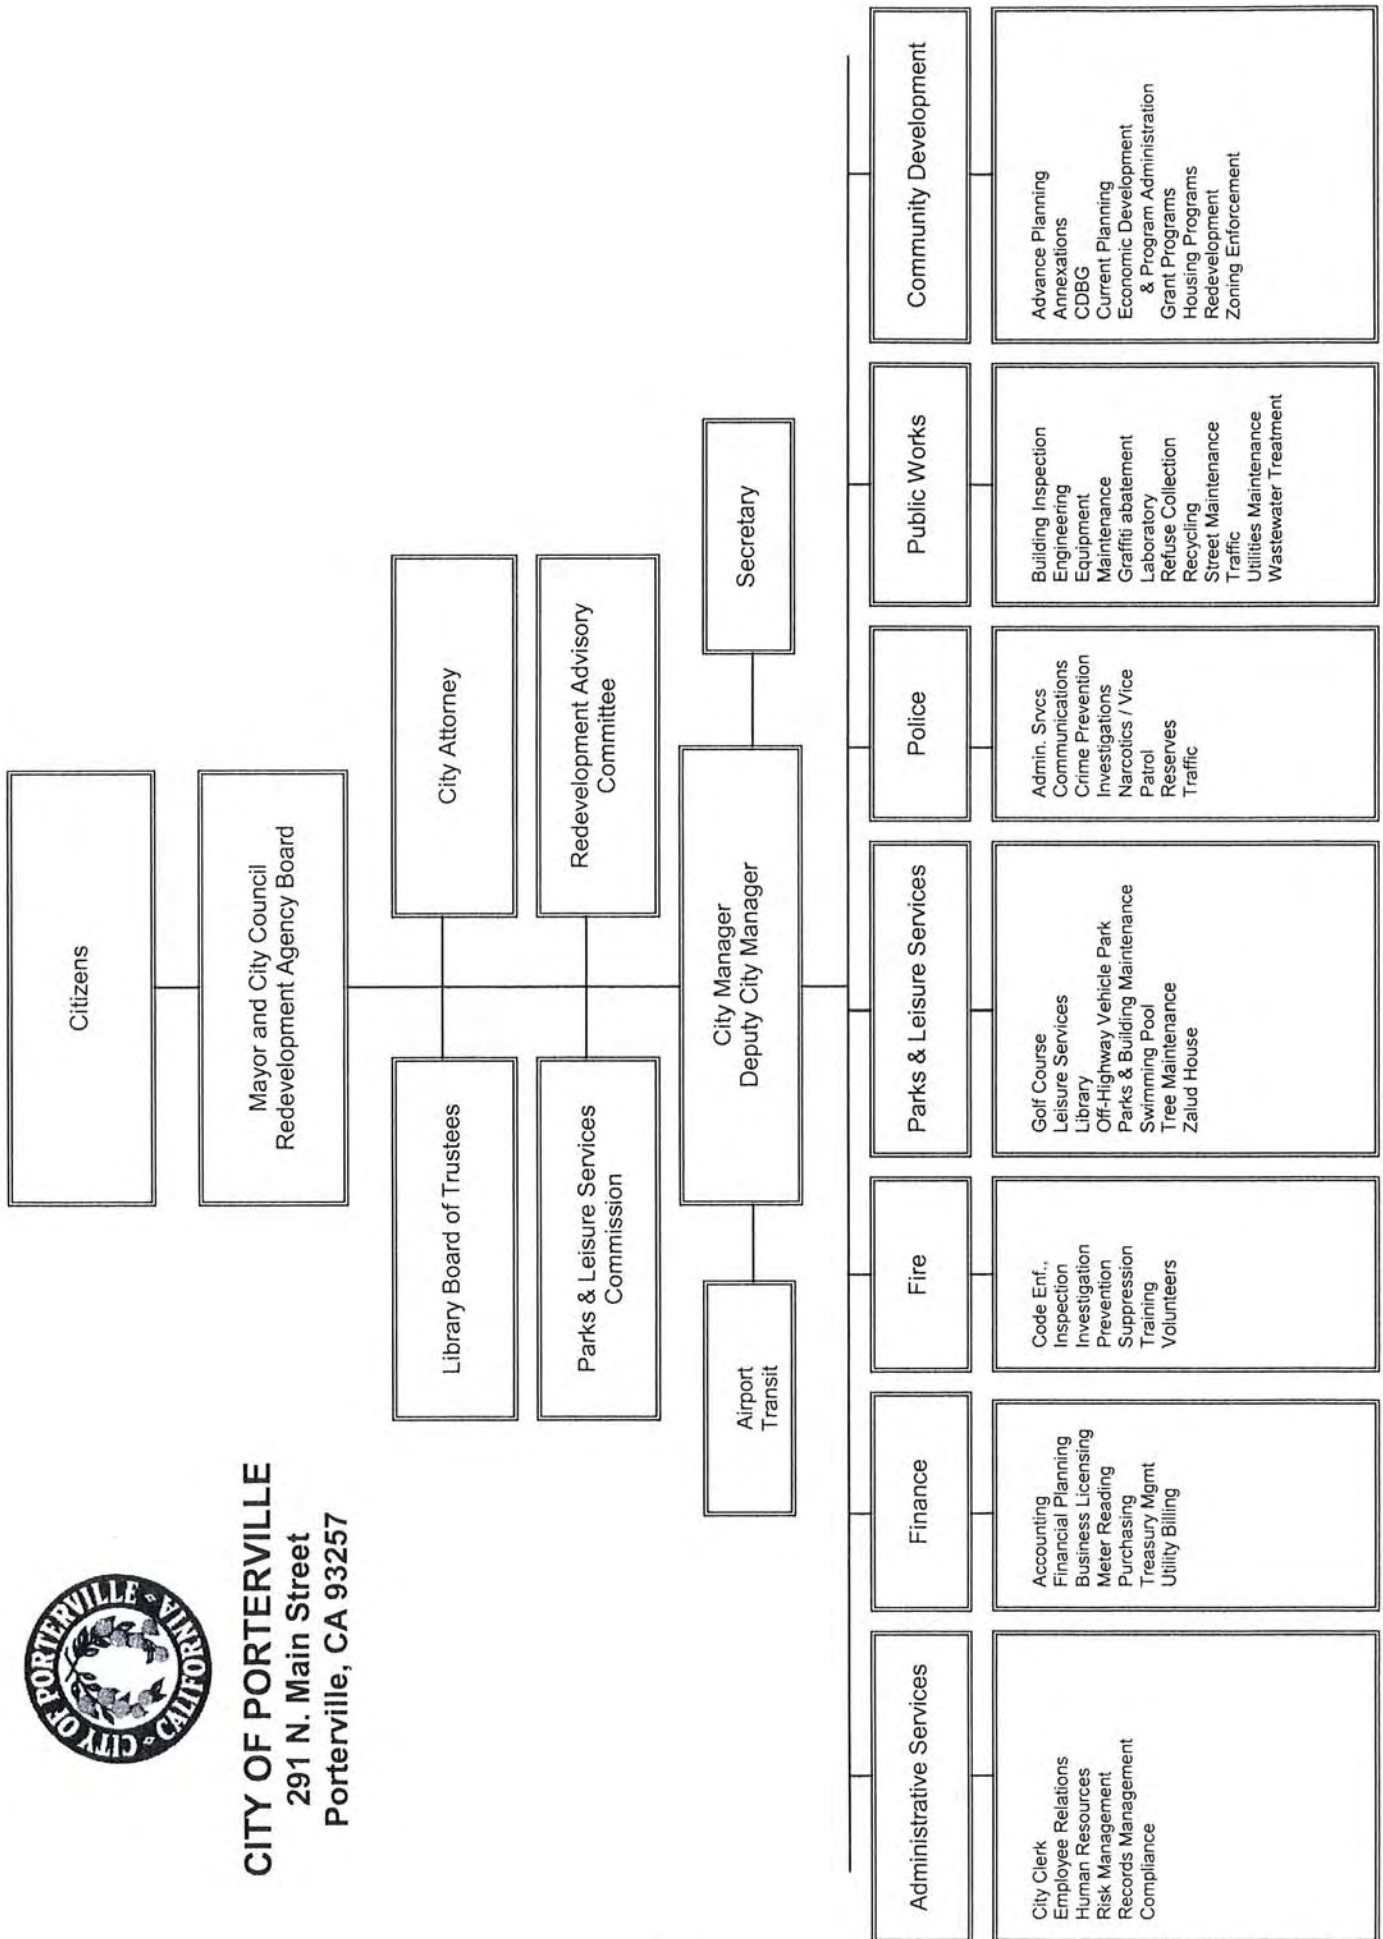 CITY OF PORTERVILLE
CALIFORNIA
CITY OF PORTERVILLE
291 N. Main Street
Porterville, CA 93257
Citizens
Mayor and City Council
Redevelopment Agency Board
Library Board of Trustees
City Attorney
Parks & Leisure Services
Commission
Redevelopment Advisory
Committee
Airport
Transit
City Manager
Deputy City Manager
Secretary
Administrative Services
City Clerk
Employee Relations
Human Resources
Risk Management
Records Management
Compliance
Finance
Accounting
Financial Planning
Business Licensing
Meter Reading
Purchasing
Treasury Mgmt
Utility Billing
Fire
Code Enf.,
Inspection
Investigation
Prevention
Suppression
Training
Volunteers
Parks & Leisure Services
Golf Course
Leisure Services
Library
Off-Highway Vehicle Park
Parks & Building Maintenance
Swimming Pool
Tree Maintenance
Zalud House
Police
Admin. Srvcs
Communications
Crime Prevention
Investigations
Narcotics / Vice
Patrol
Reserves
Traffic
Public Works
Building Inspection
Engineering
Equipment
Maintenance
Graffiti abatement
Laboratory
Refuse Collection
Recycling
Street Maintenance
Traffic
Utilities Maintenance
Wastewater Treatment
Community Development
Advance Planning
Annexations
CDBG
Current Planning
Economic Development
& Program Administration
Grant Programs
Housing Programs
Redevelopment
Zoning Enforcement